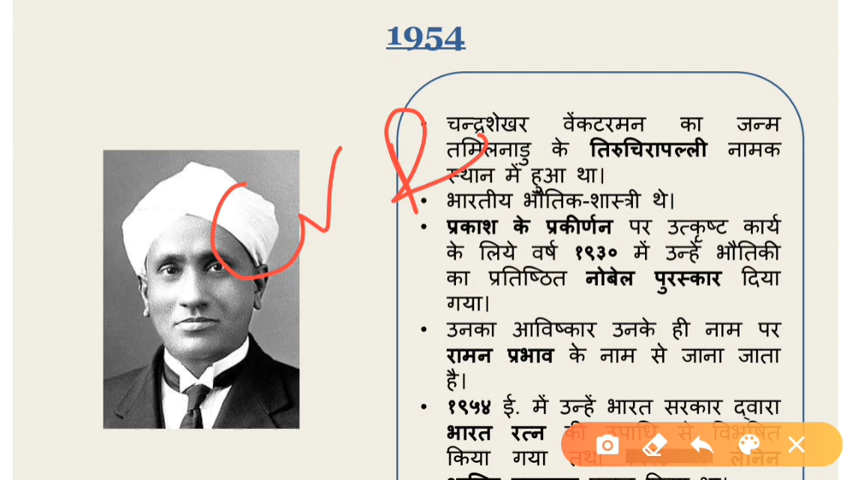 1954
चन्द्रशेखर वेंकटरमन का जन्म
तमिलनाडु के तिरुचिरापल्ली नामक
स्थान में हुआ था।
भारतीय भौतिक-शास्त्री थे।
प्रकाश के प्रकीर्णन पर उत्कृष्ट कार्य
के लिये वर्ष १९३० में उन्हें भौतिकी
का प्रतिष्ठित नोबेल पुरस्कार दिया
गया।
उनका आविष्कार उनके ही नाम पर
रामन प्रभाव के नाम से जाना जाता
है।
१९५४ ई. में उन्हें भारत सरकार द्वारा
भारत रत्न की उपाधि से विभूषित
किया गया तथा लेनिन